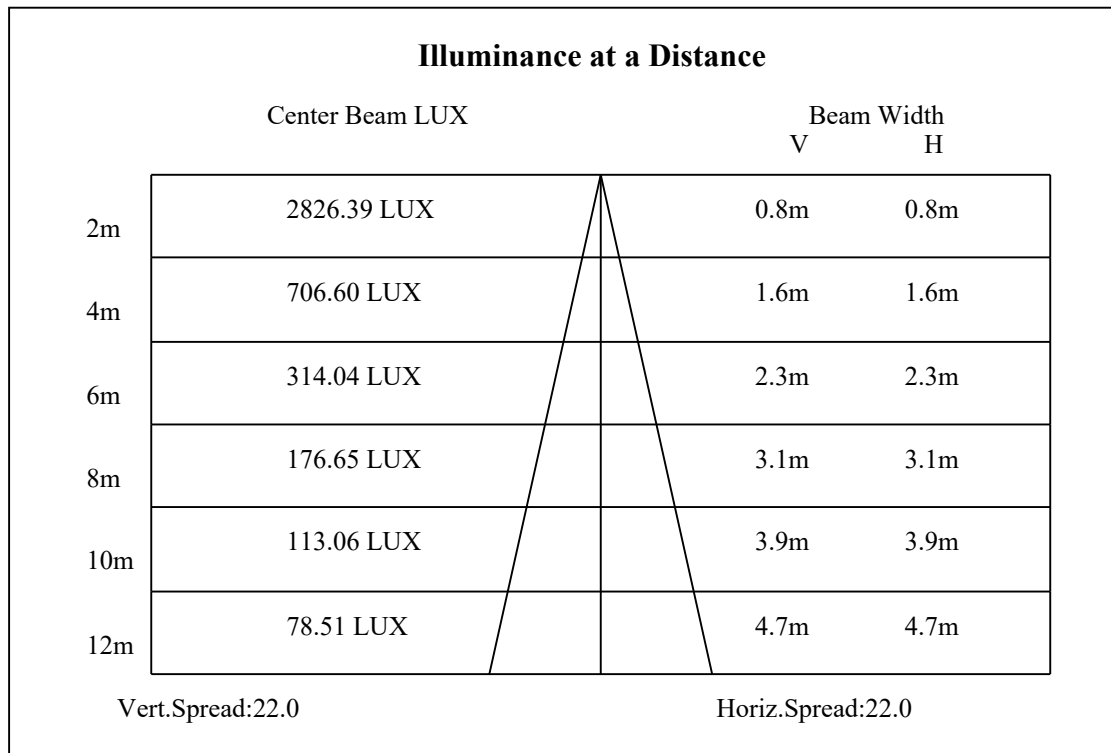 Illuminance at a Distance
Center Beam LUX Beam Width
V H
2m 2826.39 LUX 0.8m 0.8m
4m 706.60 LUX 1.6m 1.6m
6m 314.04 LUX 2.3m 2.3m
8m 176.65 LUX 3.1m 3.1m
10m 113.06 LUX 3.9m 3.9m
12m 78.51 LUX 4.7m 4.7m
Vert.Spread:22.0 Horiz.Spread:22.0